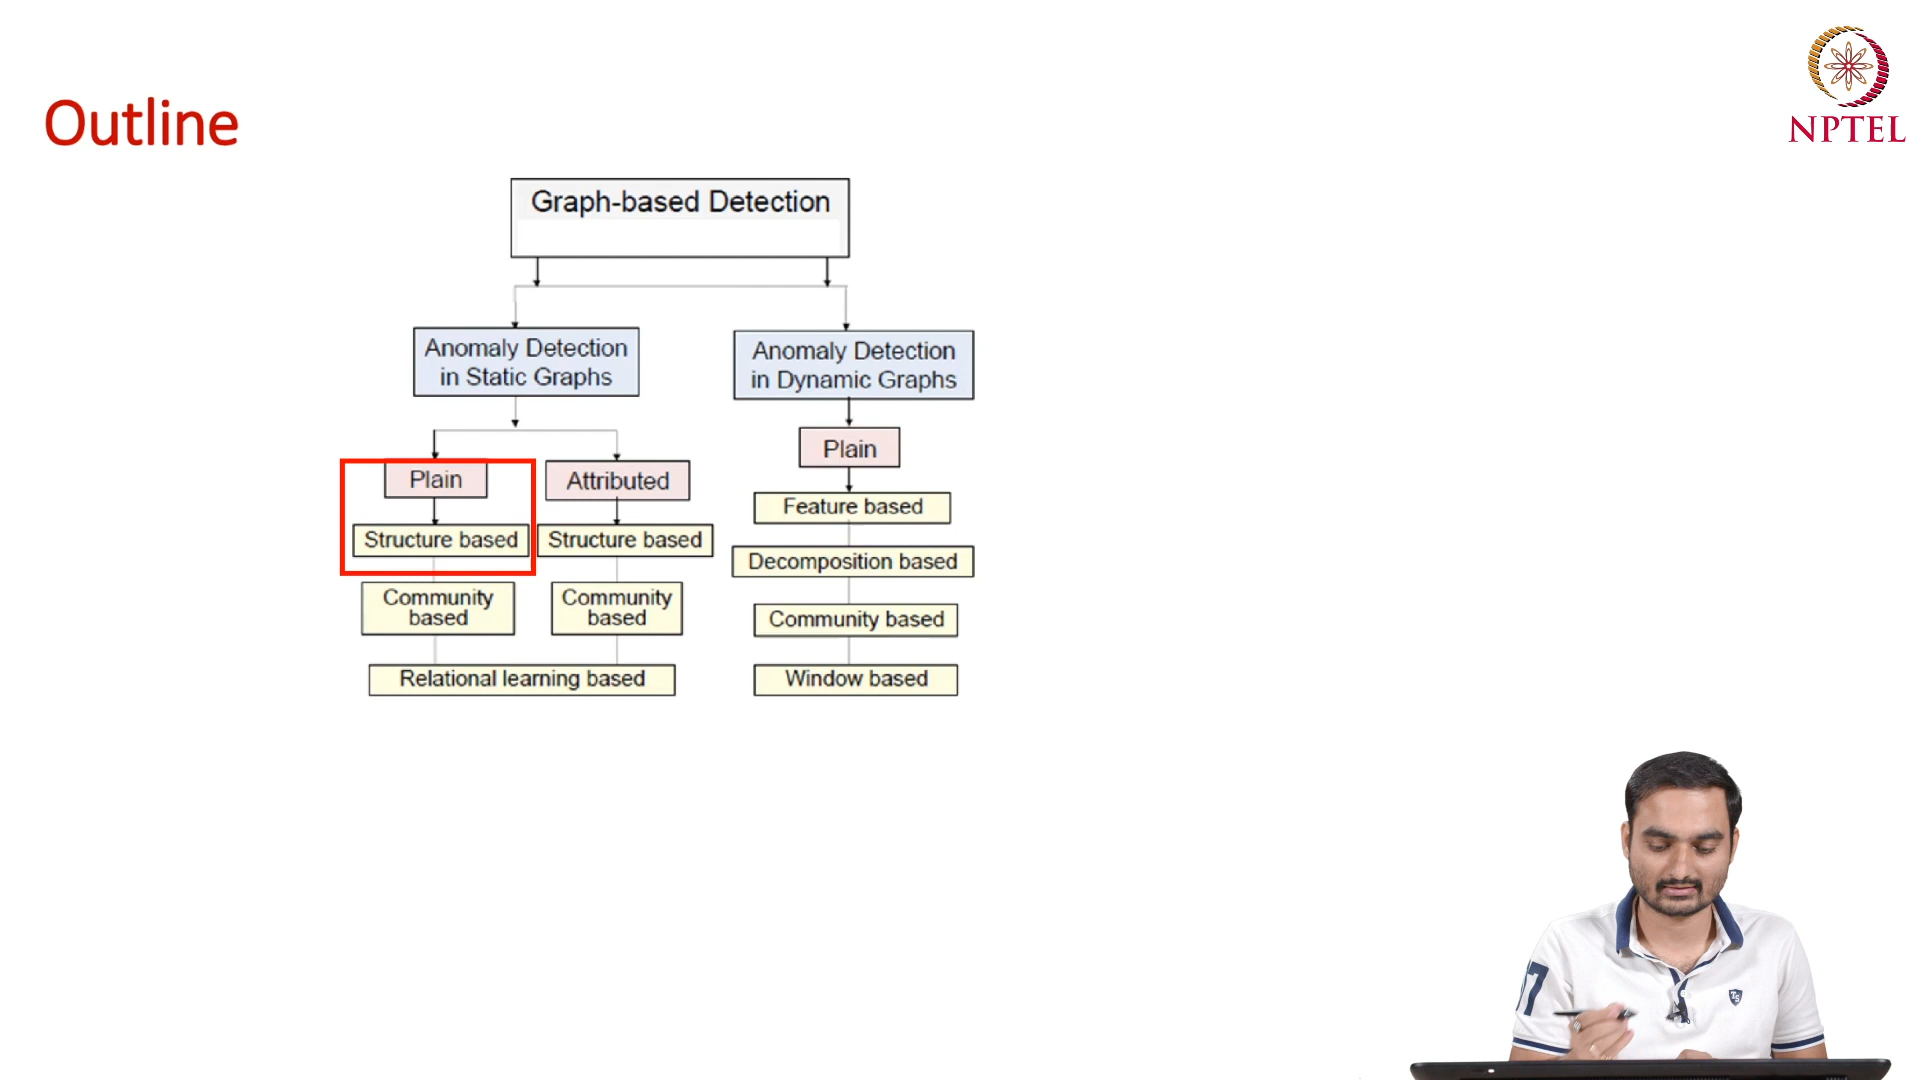 Outline
NPTEL
Graph-based Detection
Anomaly Detection
in Static Graphs
Anomaly Detection
in Dynamic Graphs
Plain
Attributed
Plain
Structure based
Structure based
Feature based
Decomposition based
Community
based
Community
based
Community based
Relational learning based
Window based